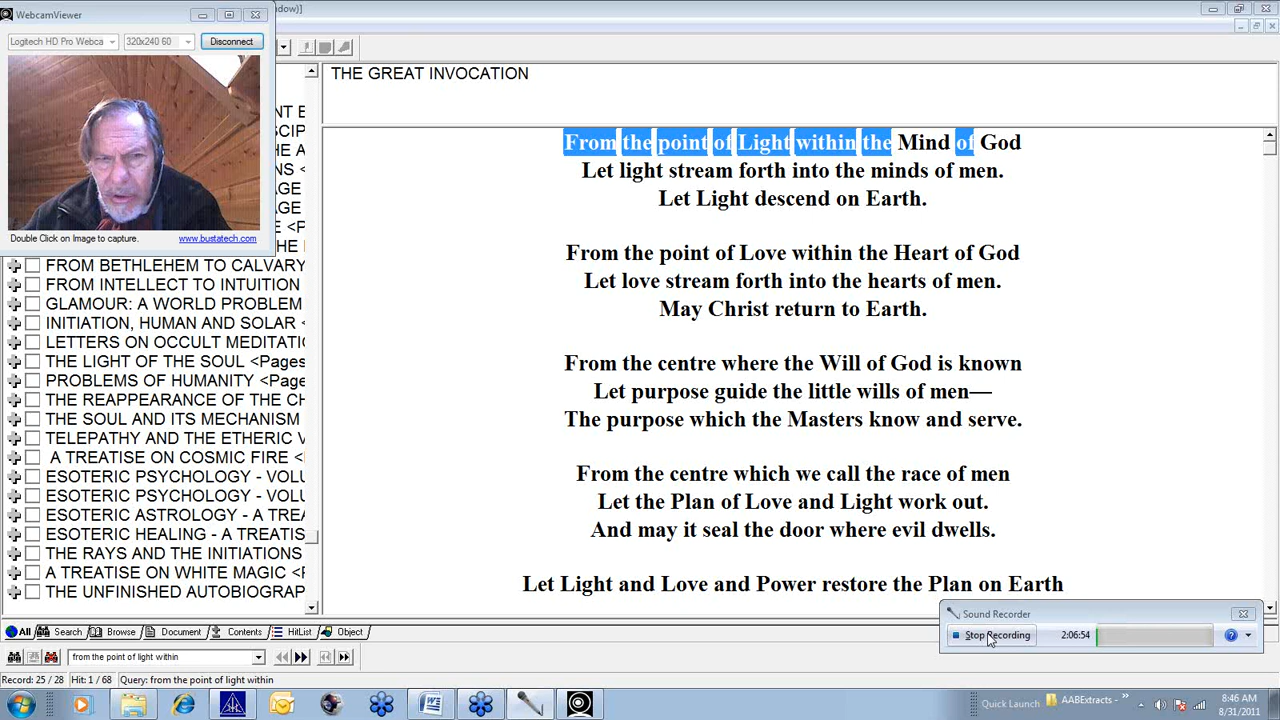 WebcamViewer
ndow)]
Logitech HD Pro Webca
320x240 60
Disconnect
Double Click on Image to capture.
www.bustatech.com
THE GREAT INVOCATION
From the point of Light within the Mind of God
Let light stream forth into the minds of men.
Let Light descend on Earth.
From the point of Love within the Heart of God
Let love stream forth into the hearts of men.
May Christ return to Earth.
From the centre where the Will of God is known
Let purpose guide the little wills of men—
The purpose which the Masters know and serve.
From the centre which we call the race of men
Let the Plan of Love and Light work out.
And may it seal the door where evil dwells.
Let Light and Love and Power restore the Plan on Earth
NT E
SCIP
HE A
NS <
AGE
AGE
<P
THE
FROM BETHLEHEM TO CALVARY
FROM INTELLECT TO INTUITION
GLAMOUR: A WORLD PROBLEM
INITIATION, HUMAN AND SOLAR <
LETTERS ON OCCULT MEDITATI
THE LIGHT OF THE SOUL <Pages
PROBLEMS OF HUMANITY <Page
THE REAPPEARANCE OF THE CH
THE SOUL AND ITS MECHANISM
TELEPATHY AND THE ETHERIC V
A TREATISE ON COSMIC FIRE <
ESOTERIC PSYCHOLOGY - VOLU
ESOTERIC PSYCHOLOGY - VOLU
ESOTERIC ASTROLOGY - A TREA
ESOTERIC HEALING - A TREATIS
THE RAYS AND THE INITIATIONS
A TREATISE ON WHITE MAGIC <P
THE UNFINISHED AUTOBIOGRAP
Sound Recorder
Stop Recording
2:06:54
All Search Browse Document Contents HitList Object
from the point of light within
Record: 25 / 28 Hit: 1 / 68 Query: from the point of light within
Quick Launch
AABExtracts -
8:46 AM
8/31/2011